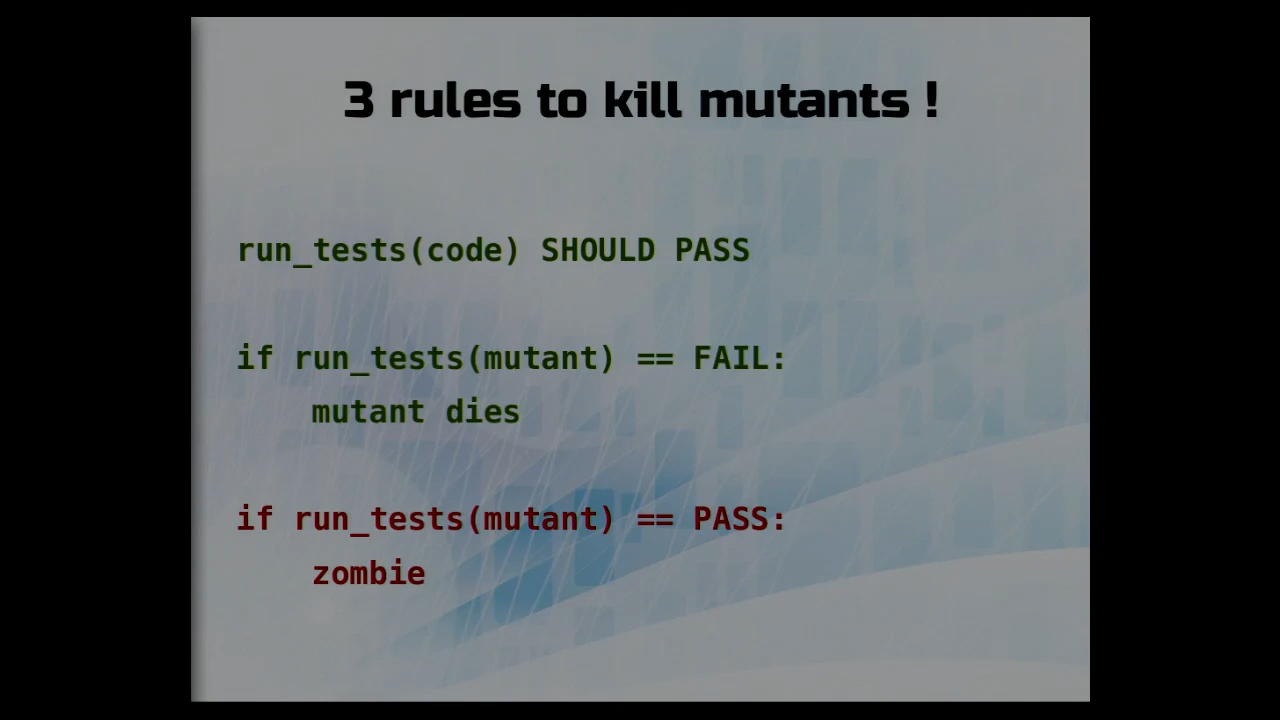 3 rules to kill mutants !
run_tests(code) SHOULD PASS
if run_tests(mutant) == FAIL:
mutant dies
if run_tests(mutant) == PASS:
zombie